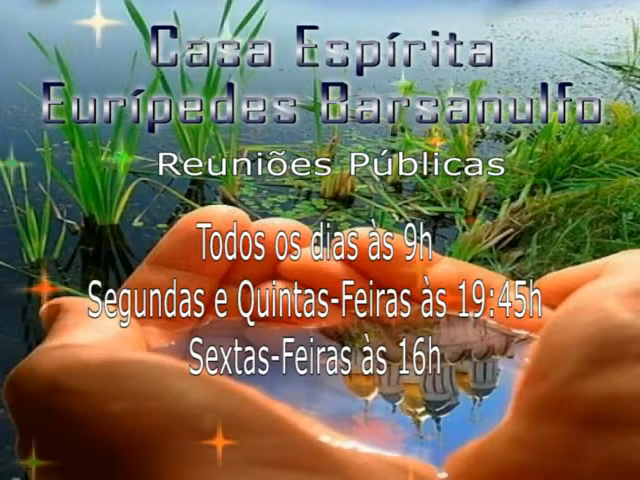 Casa Espírita
Eurípedes Barsanulfo
Reuniões Públicas
Todos os dias às 9h
Segundas e Quintas-Feiras às 19:45h
Sextas-Feiras às 16h